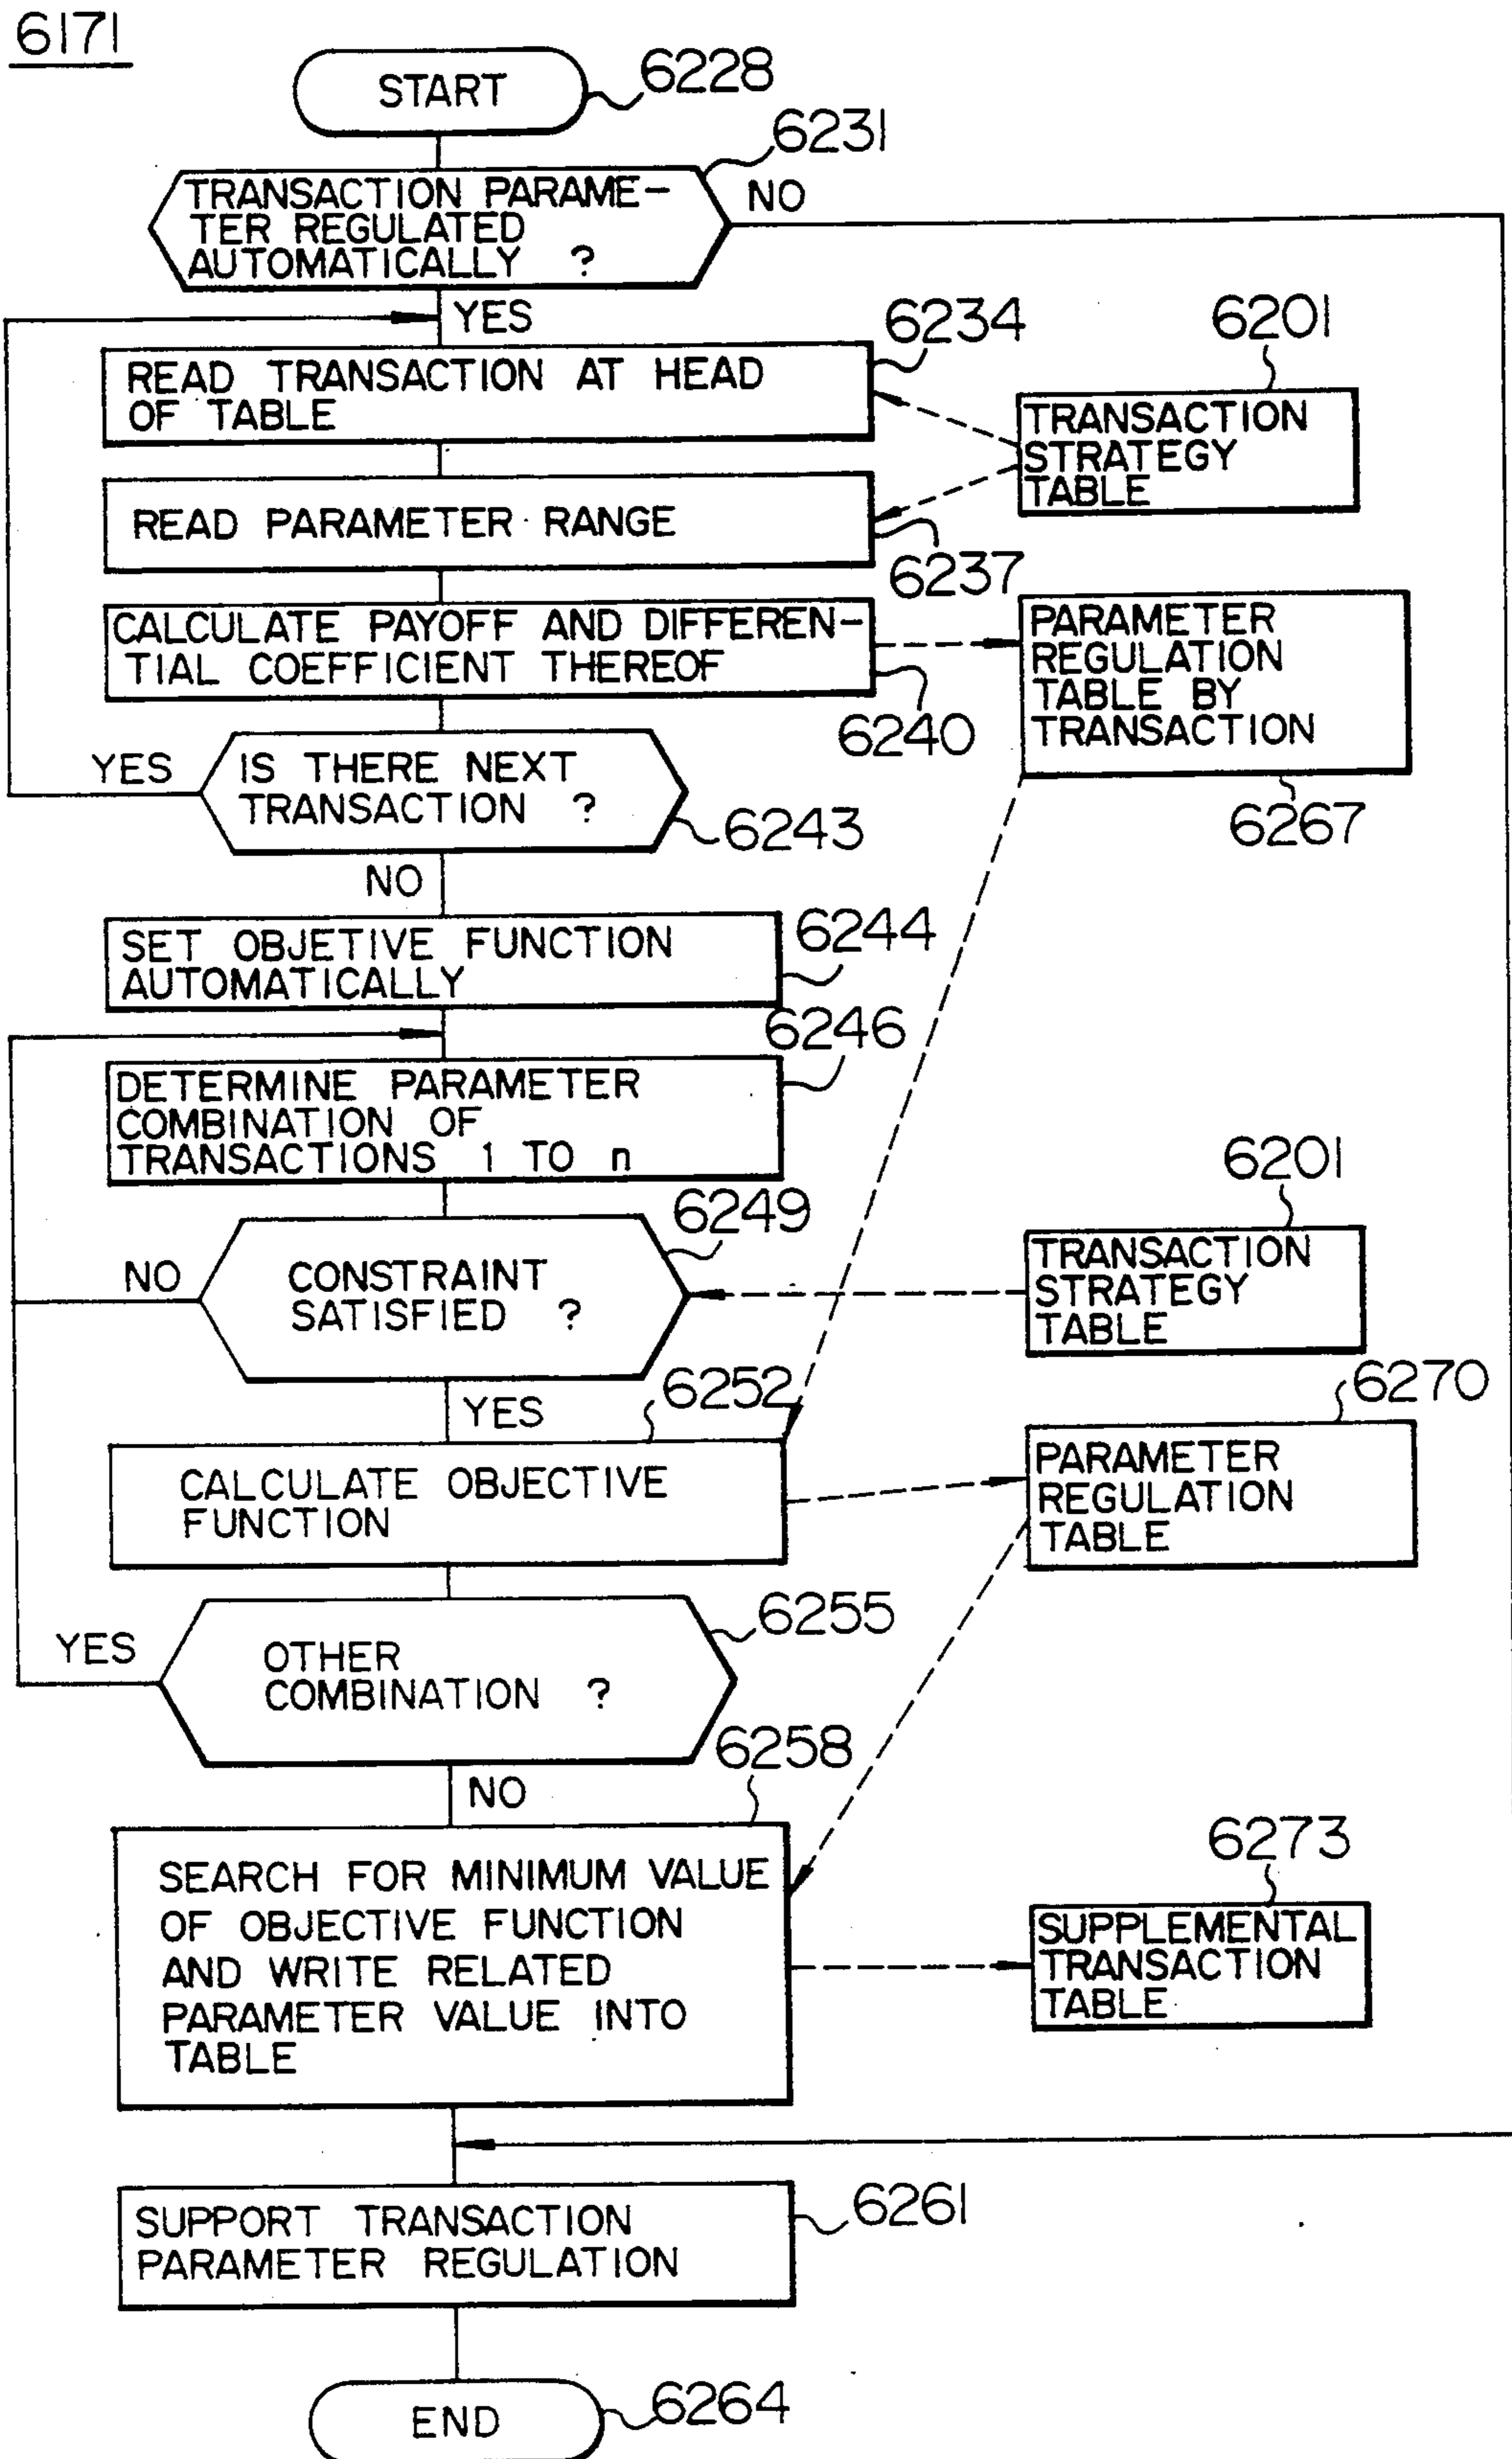 6171
START
6228
6231
TRANSACTION PARAME-
TER REGULATED
AUTOMATICALLY ?
NO
YES
6234
6201
READ TRANSACTION AT HEAD
OF TABLE
TRANSACTION
STRATEGY
TABLE
READ PARAMETER RANGE
6237
CALCULATE PAYOFF AND DIFFEREN-
TIAL COEFFICIENT THEREOF
6240
PARAMETER
REGULATION
TABLE BY
TRANSACTION
6267
YES
IS THERE NEXT
TRANSACTION ?
6243
NO
SET OBJETIVE FUNCTION
AUTOMATICALLY
6244
6246
DETERMINE PARAMETER
COMBINATION OF
TRANSACTIONS 1 TO n
6249
6201
NO
CONSTRAINT
SATISFIED ?
TRANSACTION
STRATEGY
TABLE
YES
6252
6270
CALCULATE OBJECTIVE
FUNCTION
PARAMETER
REGULATION
TABLE
6255
YES
OTHER
COMBINATION ?
6258
NO
SEARCH FOR MINIMUM VALUE
OF OBJECTIVE FUNCTION
AND WRITE RELATED
PARAMETER VALUE INTO
TABLE
6273
SUPPLEMENTAL
TRANSACTION
TABLE
SUPPORT TRANSACTION
PARAMETER REGULATION
6261
END
6264